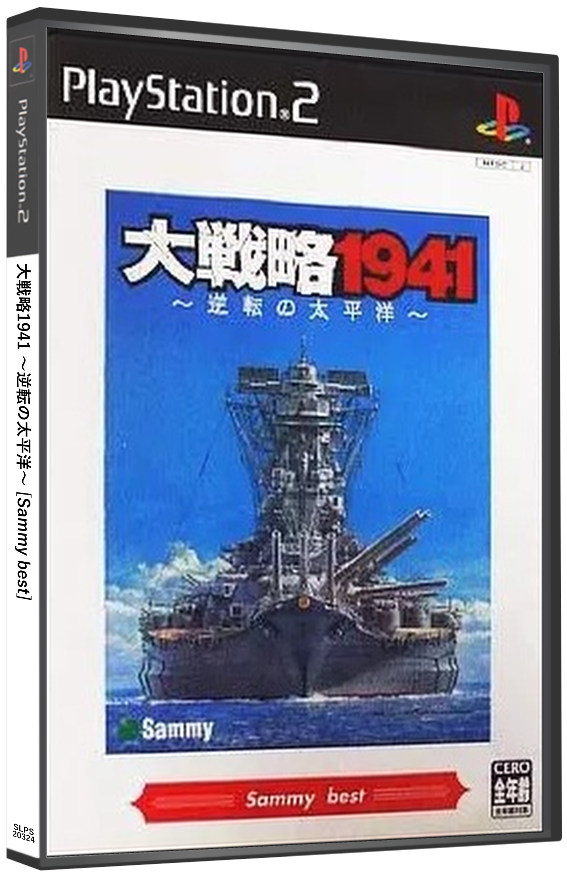 PlayStation.2
PlayStation.2
大戦略1941 ～逆転の太平洋～ [Sammy best]
SLPS
20324
大戦略1941
～逆転の太平洋～
Sammy
Sammy best
CERO
全年齢